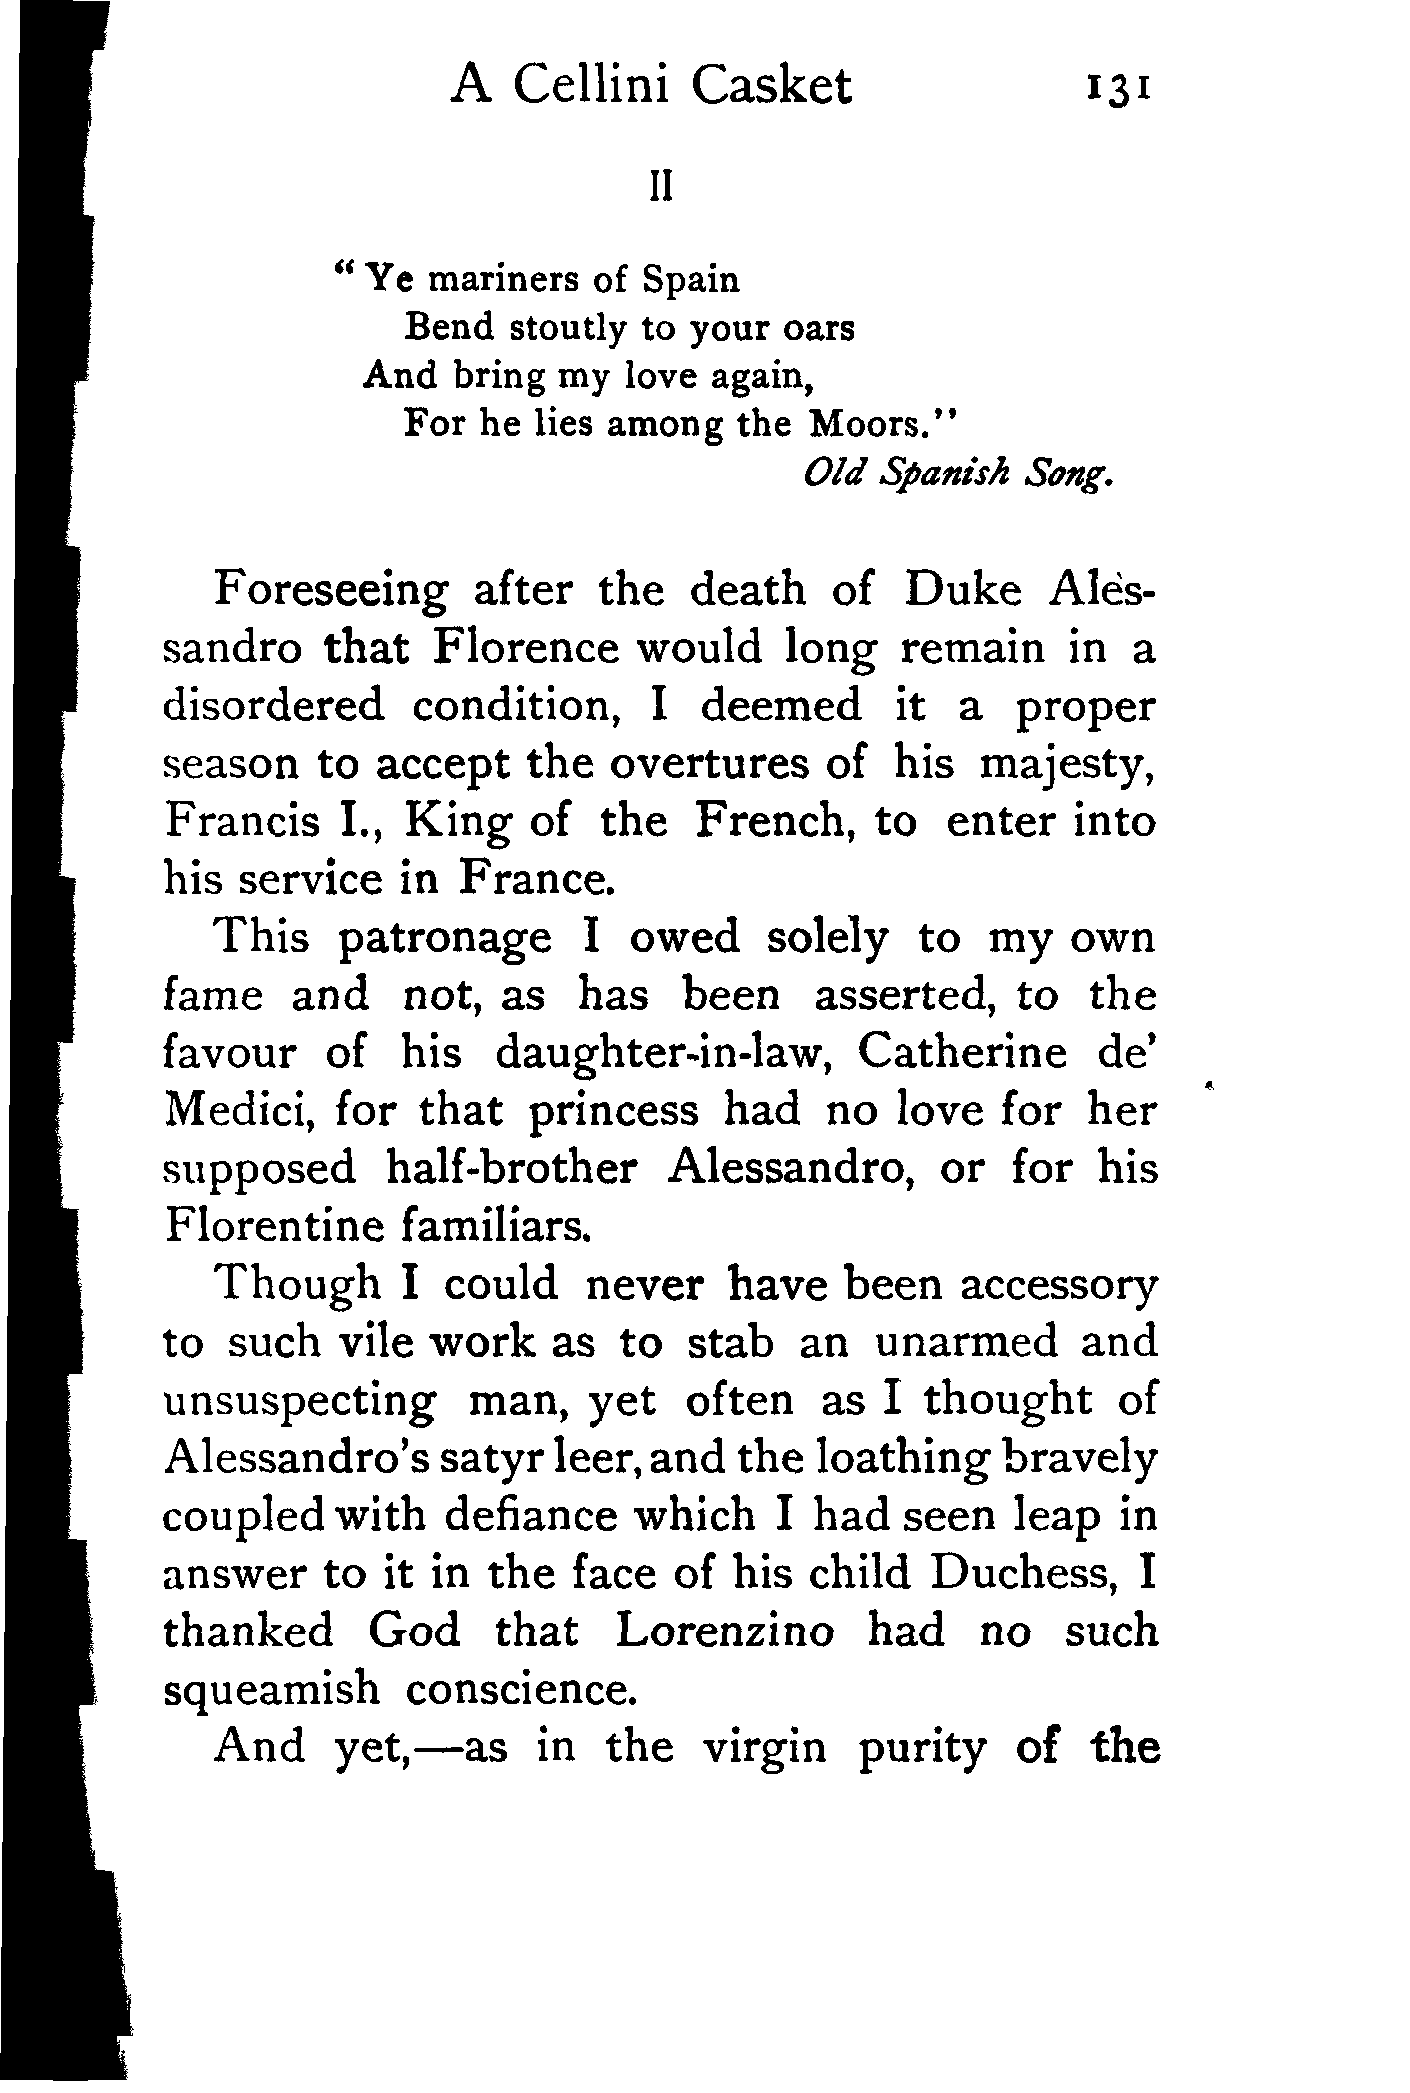 A Cellini Casket 131
II
“ Ye mariners of Spain
Bend stoutly to your oars
And bring my love again,
For he lies among the Moors.”
Old Spanish Song.
Foreseeing after the death of Duke Ales-
sandro that Florence would long remain in a
disordered condition, I deemed it a proper
season to accept the overtures of his majesty,
Francis I., King of the French, to enter into
his service in France.
This patronage I owed solely to my own
fame and not, as has been asserted, to the
favour of his daughter-in-law, Catherine de’
Medici, for that princess had no love for her
supposed half-brother Alessandro, or for his
Florentine familiars.
Though I could never have been accessory
to such vile work as to stab an unarmed and
unsuspecting man, yet often as I thought of
Alessandro’s satyr leer, and the loathing bravely
coupled with defiance which I had seen leap in
answer to it in the face of his child Duchess, I
thanked God that Lorenzino had no such
squeamish conscience.
And yet,—as in the virgin purity of the